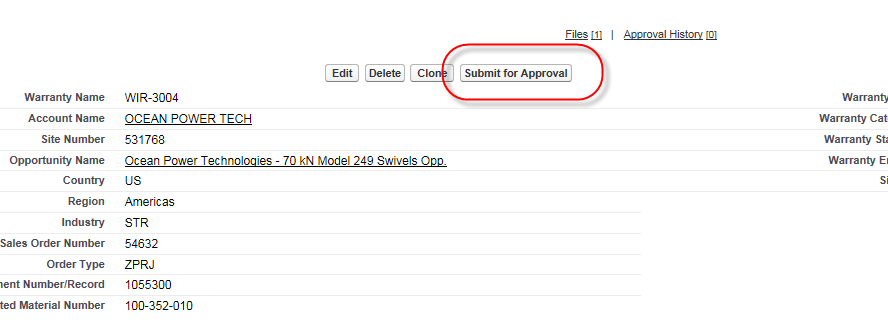 Files [1] | Approval History [0]
Edit Delete Clone Submit for Approval
Warranty Name WIR-3004 Warranty
Account Name OCEAN POWER TECH Warranty Cat
Site Number 531768 Warranty Sta
Opportunity Name Ocean Power Technologies - 70 kN Model 249 Swivels Opp. Warranty E
Country US S
Region Americas
Industry STR
Sales Order Number 54632
Order Type ZPRJ
ment Number/Record 1055300
ted Material Number 100-352-010